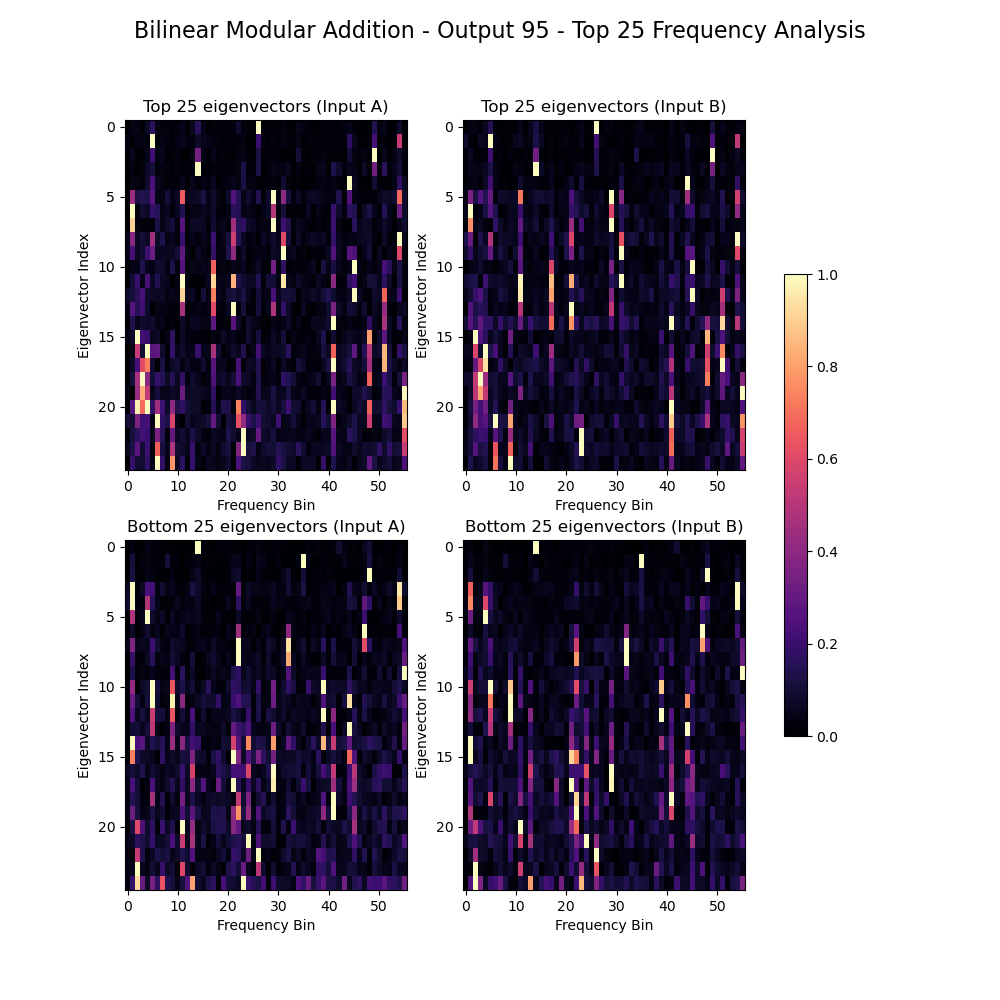 Bilinear Modular Addition - Output 95 - Top 25 Frequency Analysis
Top 25 eigenvectors (Input A)
Top 25 eigenvectors (Input B)
0
5
10
15
20
Eigenvector Index
0 10 20 30 40 50
Frequency Bin
0
5
10
15
20
Eigenvector Index
0 10 20 30 40 50
Frequency Bin
Bottom 25 eigenvectors (Input A)
Bottom 25 eigenvectors (Input B)
0
5
10
15
20
Eigenvector Index
0 10 20 30 40 50
Frequency Bin
0
5
10
15
20
Eigenvector Index
0 10 20 30 40 50
Frequency Bin
1.0
0.8
0.6
0.4
0.2
0.0